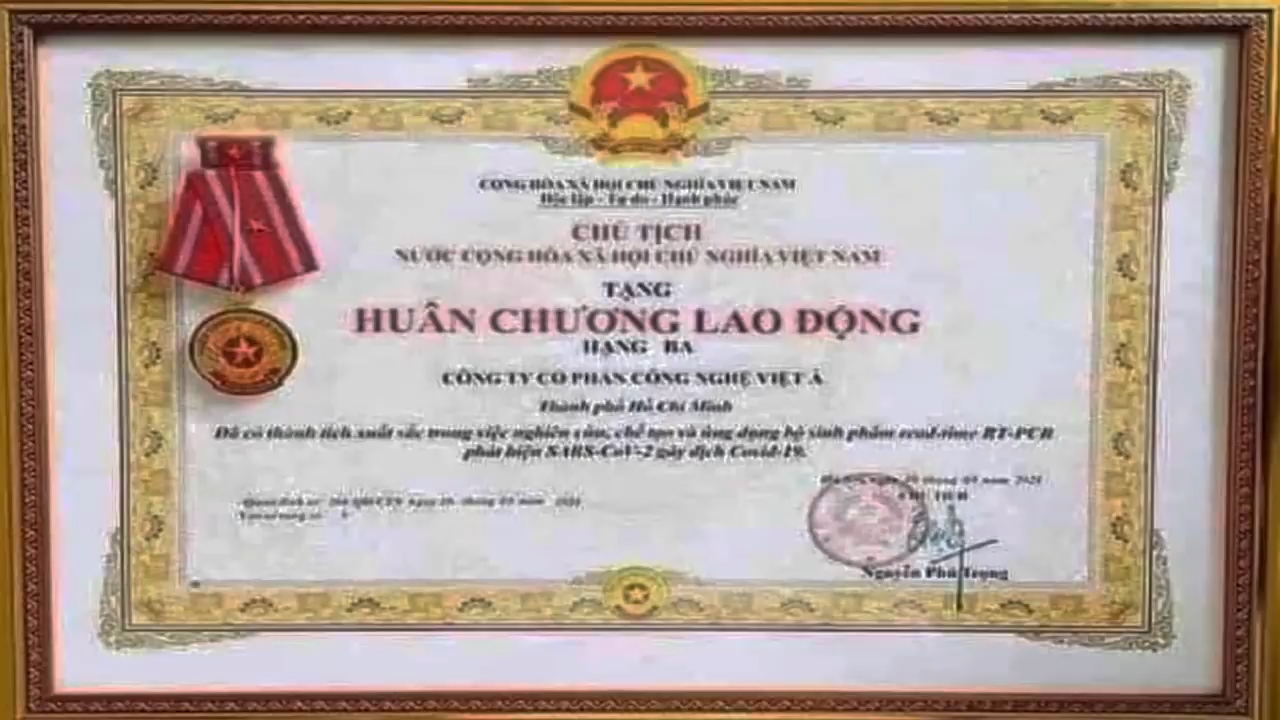 CỘNG HÒA XÃ HỘI CHỦ NGHĨA VIỆT NAM
Độc lập - Tự do - Hạnh phúc
CHỦ TỊCH
NƯỚC CỘNG HÒA XÃ HỘI CHỦ NGHĨA VIỆT NAM
TẶNG
HUÂN CHƯƠNG LAO ĐỘNG
HẠNG BA
CÔNG TY CỔ PHẦN CÔNG NGHỆ VIỆT Á
Thành phố Hồ Chí Minh
Đã có thành tích xuất sắc trong việc nghiên cứu, chế tạo và ứng dụng bộ sinh phẩm real-time RT-PCR
phát hiện SARS-CoV-2 gây dịch Covid-19.
CHỦ TỊCH
Nguyễn Phú Trọng